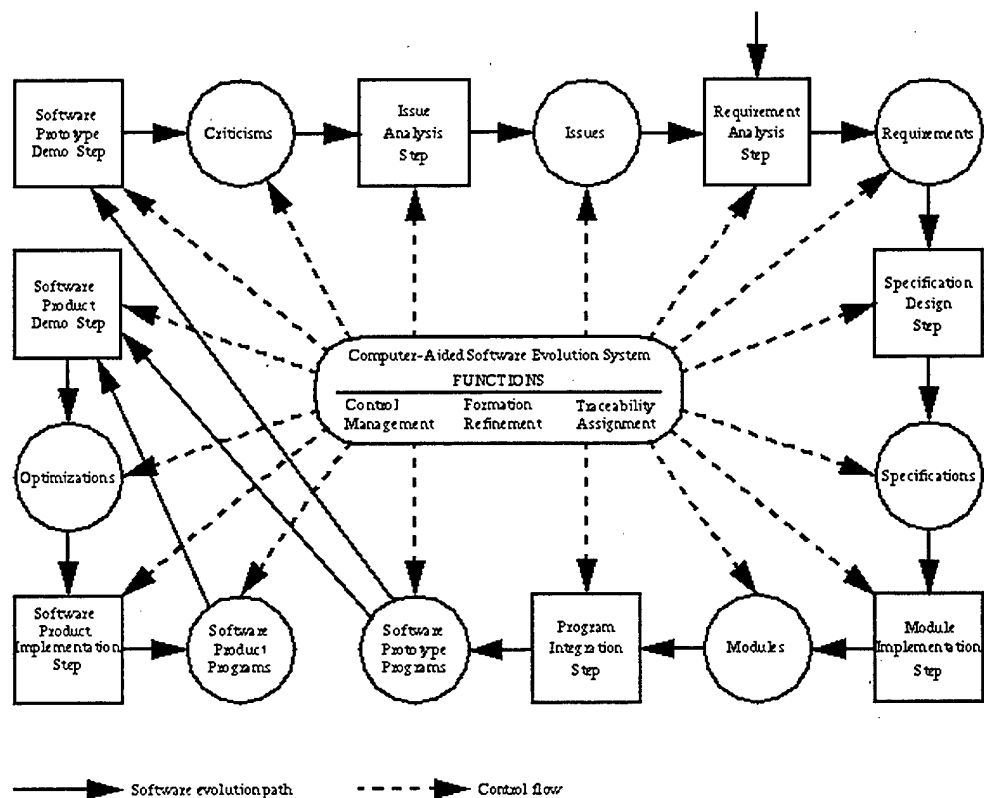 Software
Prototype
Demo Step
Criticisms
Issue
Analysis
Step
Issues
Requirement
Analysis
Step
Requirements
Software
Product
Demo Step
Specification
Design
Step
Computer-Aided Software Evolution System
FUNCTIONS
Control Formation Traceability
Management Refinement Assignment
Optimizations
Specifications
Software
Product
Implementation
Step
Software
Product
Programs
Software
Prototype
Programs
Program
Integration
Step
Modules
Module
Implementation
Step
Software evolution path
Control flow